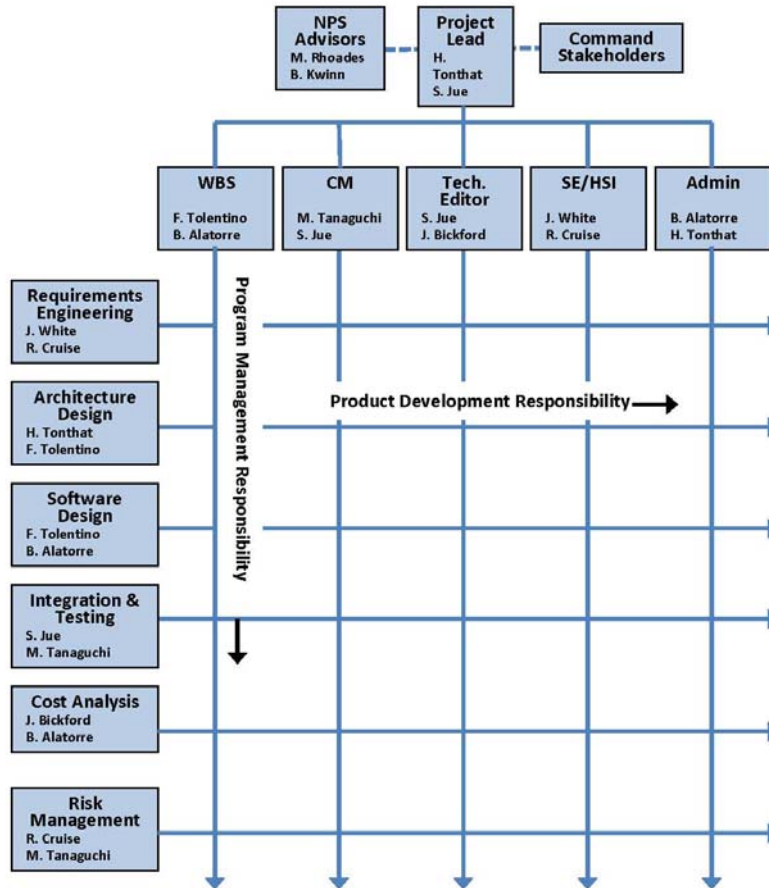 NPS
Advisors
M. Rhoades
B. Kwinn
Project
Lead
H.
Tonthat
S. Jue
Command
Stakeholders
WBS
F. Tolentino
B. Alatorre
CM
M. Tanaguchi
S. Jue
Tech.
Editor
S. Jue
J. Bickford
SE/HSI
J. White
R. Cruise
Admin
B. Alatorre
H. Tonthat
Requirements
Engineering
J. White
R. Cruise
Architecture
Design
H. Tonthat
F. Tolentino
Software
Design
F. Tolentino
B. Alatorre
Integration &
Testing
S. Jue
M. Tanaguchi
Cost Analysis
J. Bickford
B. Alatorre
Risk
Management
R. Cruise
M. Tanaguchi
Program Management Responsibility
Product Development Responsibility